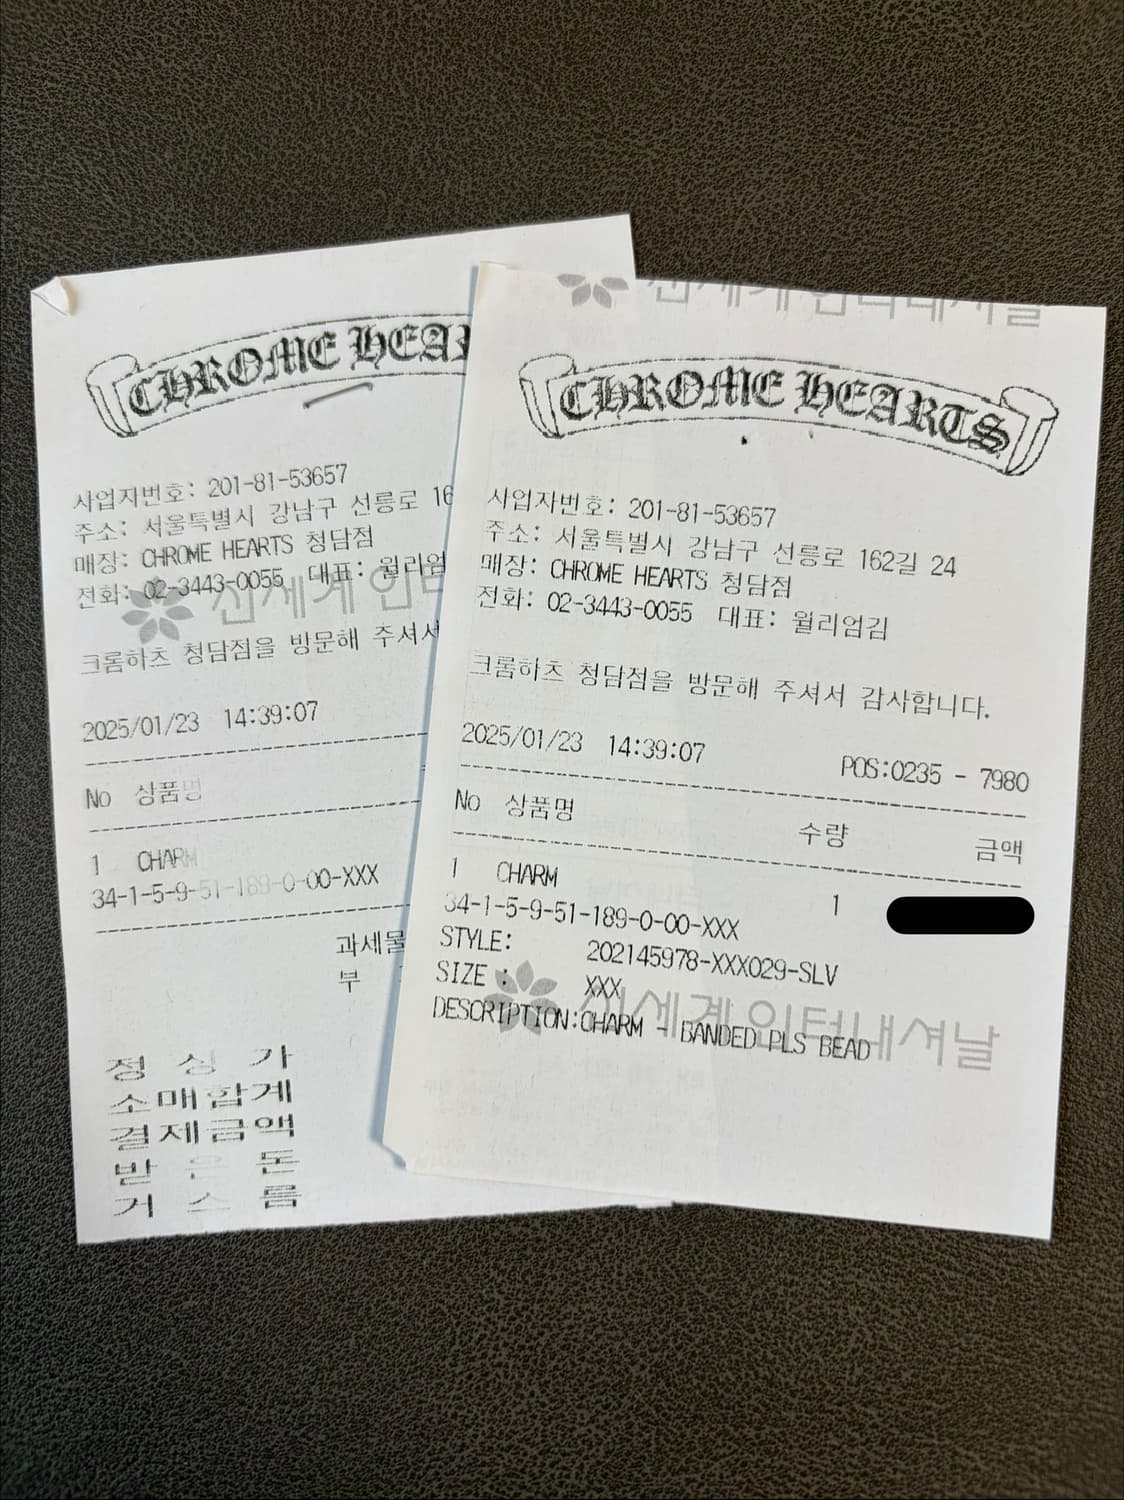 CHROME HEAR
사업자번호: 201-81-53657
주소: 서울특별시 강남구 선릉로 16
매장: CHROME HEARTS 청담점
전화: 02-3443-0055 대표: 윌리엄
신세계 인터
크롬하츠 청담점을 방문해 주셔서
2025/01/23 14:39:07
No 상품명
1 CHARM
34-1-5-9-51-189-0-00-XXX
과세물
부
정 상 가
소매합계
결제금액
받 은 돈
거 스 름
신세계인터내셔날
CHROME HEARTS
사업자번호: 201-81-53657
주소: 서울특별시 강남구 선릉로 162길 24
매장: CHROME HEARTS 청담점
전화: 02-3443-0055 대표: 윌리엄김
크롬하츠 청담점을 방문해 주셔서 감사합니다.
2025/01/23 14:39:07 POS:0235 - 7980
No 상품명 수량 금액
1 CHARM 1
34-1-5-9-51-189-0-00-XXX
STYLE: 202145978-XXX029-SLV
SIZE : XXX
신세계인터내셔날
DESCRIPTION:CHARM - BANDED PLS BEAD